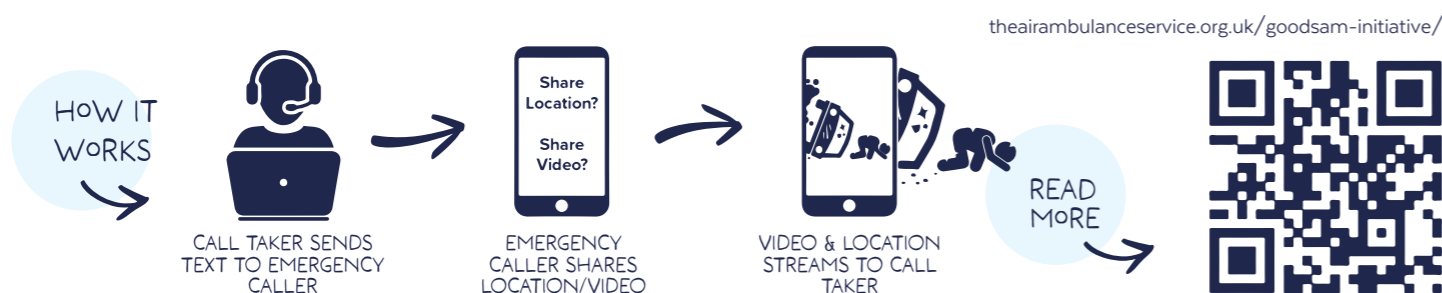 theairambulanceservice.org.uk/goodsam-initiative/
HOW IT
WORKS
CALL TAKER SENDS
TEXT TO EMERGENCY
CALLER
Share
Location?
Share
Video?
EMERGENCY
CALLER SHARES
LOCATION/VIDEO
VIDEO & LOCATION
STREAMS TO CALL
TAKER
READ
MORE